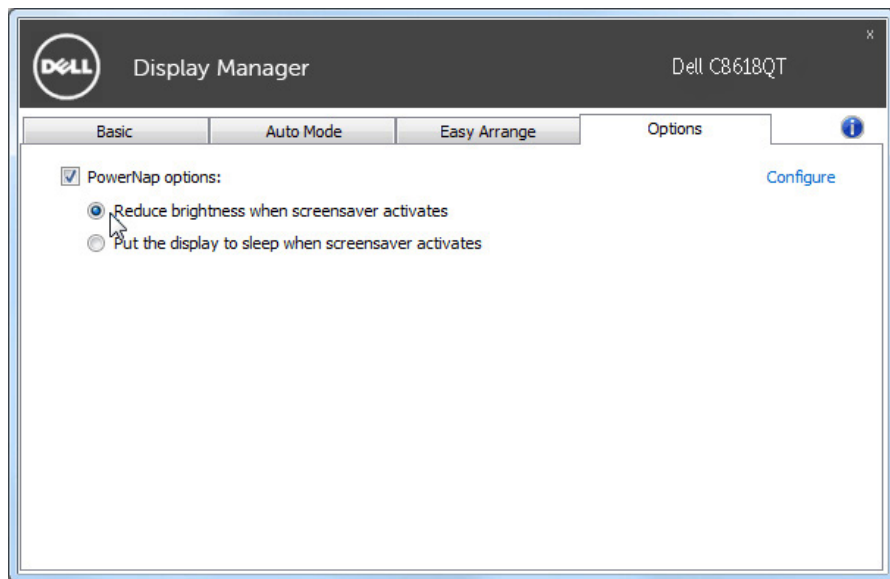 DELL
Display Manager
Dell C8618QT
x
Basic
Auto Mode
Easy Arrange
Options
i
PowerNap options:
Configure
Reduce brightness when screensaver activates
Put the display to sleep when screensaver activates